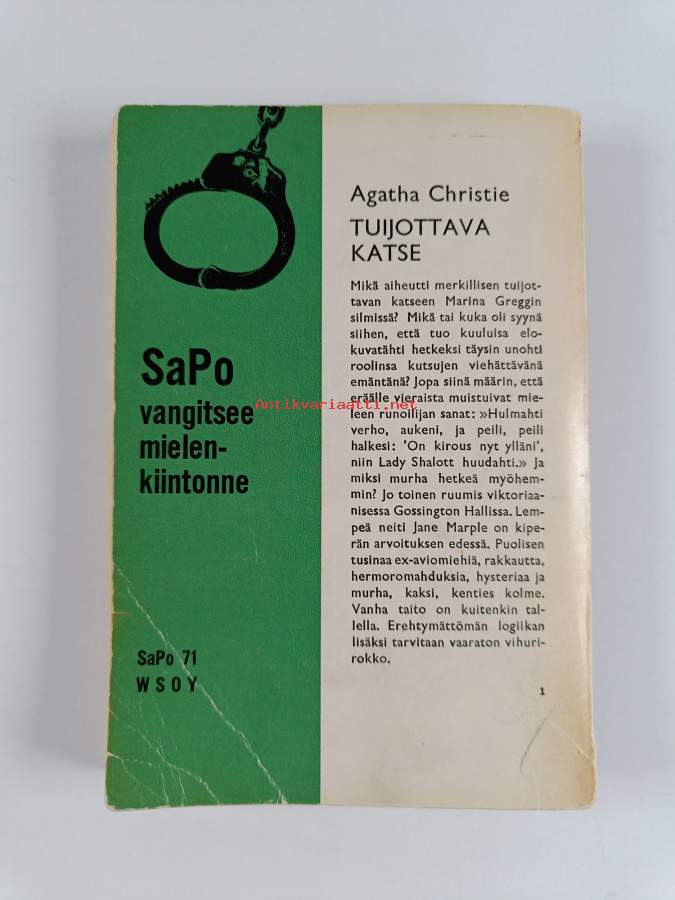 SaPo
vangitsee
mielen-
kiintonne
SaPo 71
WSOY
Agatha Christie
TUIJOTTAVA
KATSE
Mikä aiheutti merkillisen tuijot-
tavan katseen Marina Greggin
silmissä? Mikä tai kuka oli syynä
siihen, että tuo kuuluisa elo-
kuvatähti hetkeksi täysin unohti
roolinsa kutsujen viehättävänä
emäntänä? Jopa siinä määrin, että
eräälle vieraista muistuivat mie-
leen runoilijan sanat: »Hulmahti
verho, aukeni, ja peili, peili
halkesi: 'On kirous nyt ylläni',
niin Lady Shalott huudahti.» Ja
miksi murha hetkeä myöhem-
min? Jo toinen ruumis viktoriaa-
nisessa Gossington Hallissa. Lem-
peä neiti Jane Marple on kipe-
rän arvoituksen edessä. Puolisen
tusinaa ex-aviomiehiä, rakkautta,
hermoromahduksia, hysteriaa ja
murha, kaksi, kenties kolme.
Vanha taito on kuitenkin tal-
lella. Erehtymättömän logiikan
lisäksi tarvitaan vaaraton vihuri-
rokko.
1
Antikvariaatti.net